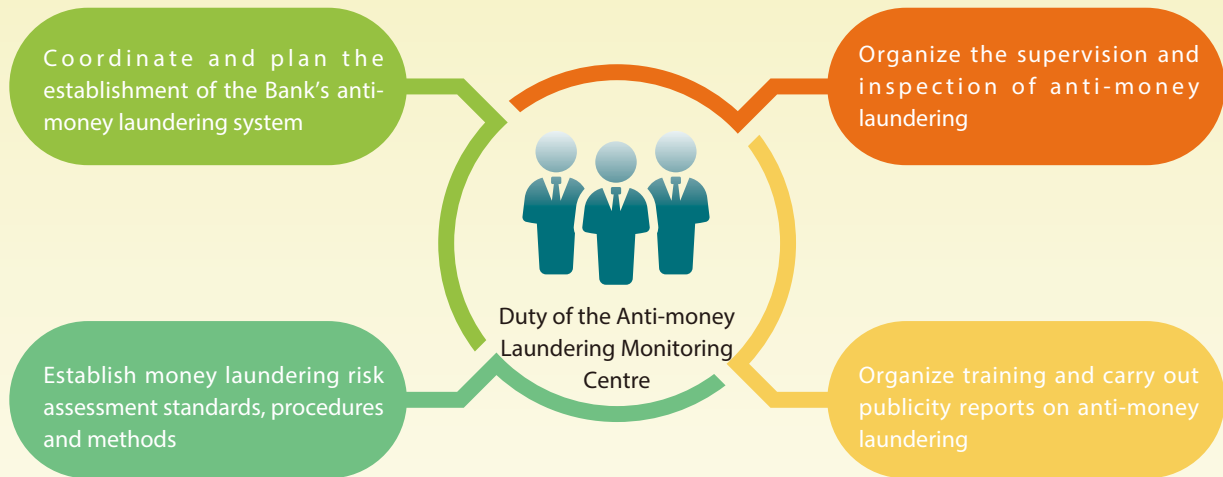 Coordinate and plan the
establishment of the Bank's anti-
money laundering system
Organize the supervision and
inspection of anti-money
laundering
Duty of the Anti-money
Laundering Monitoring
Centre
Establish money laundering risk
assessment standards, procedures
and methods
Organize training and carry out
publicity reports on anti-money
laundering